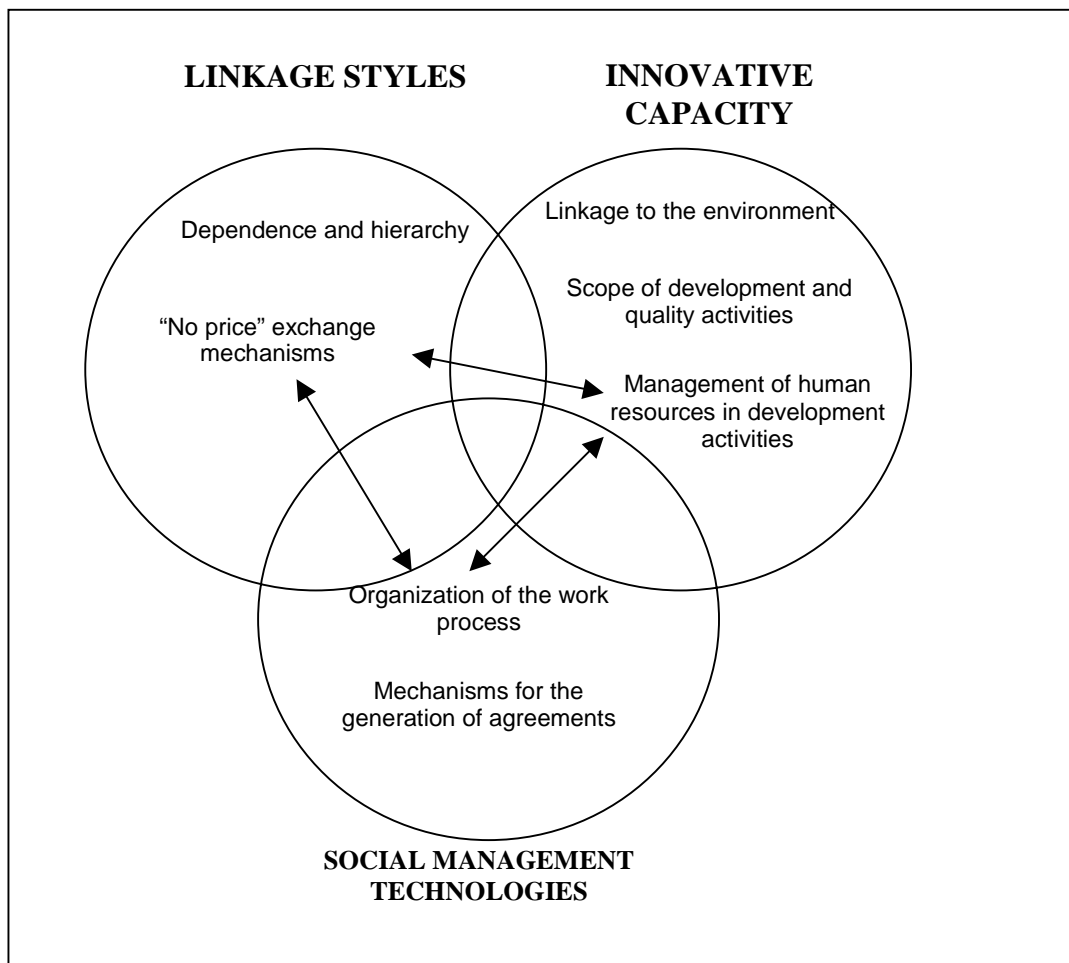 LINKAGE STYLES
INNOVATIVE
CAPACITY
Dependence and hierarchy
“No price” exchange
mechanisms
Linkage to the environment
Scope of development and
quality activities
Management of human
resources in development
activities
Organization of the work
process
Mechanisms for the
generation of agreements
SOCIAL MANAGEMENT
TECHNOLOGIES